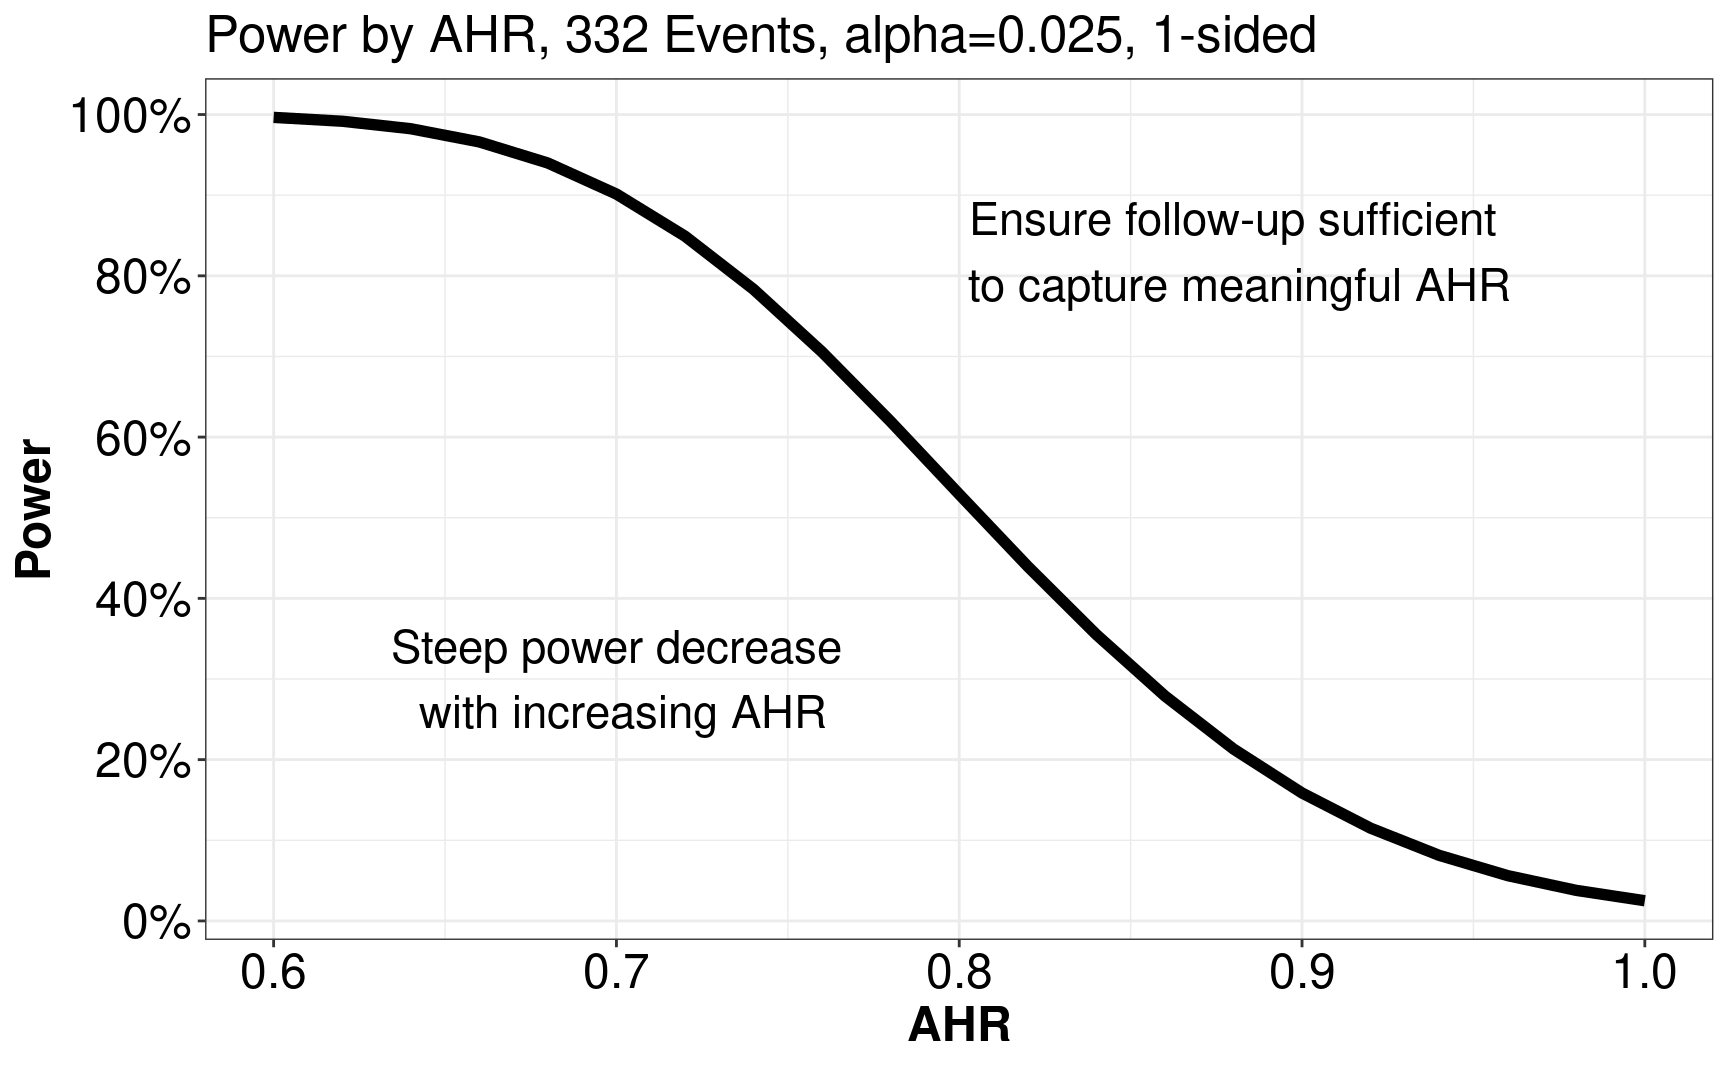 Power by AHR, 332 Events, alpha=0.025, 1-sided
100%
80%
60%
40%
20%
0%
Power
Ensure follow-up sufficient
to capture meaningful AHR
Steep power decrease
with increasing AHR
0.6 0.7 0.8 0.9 1.0
AHR